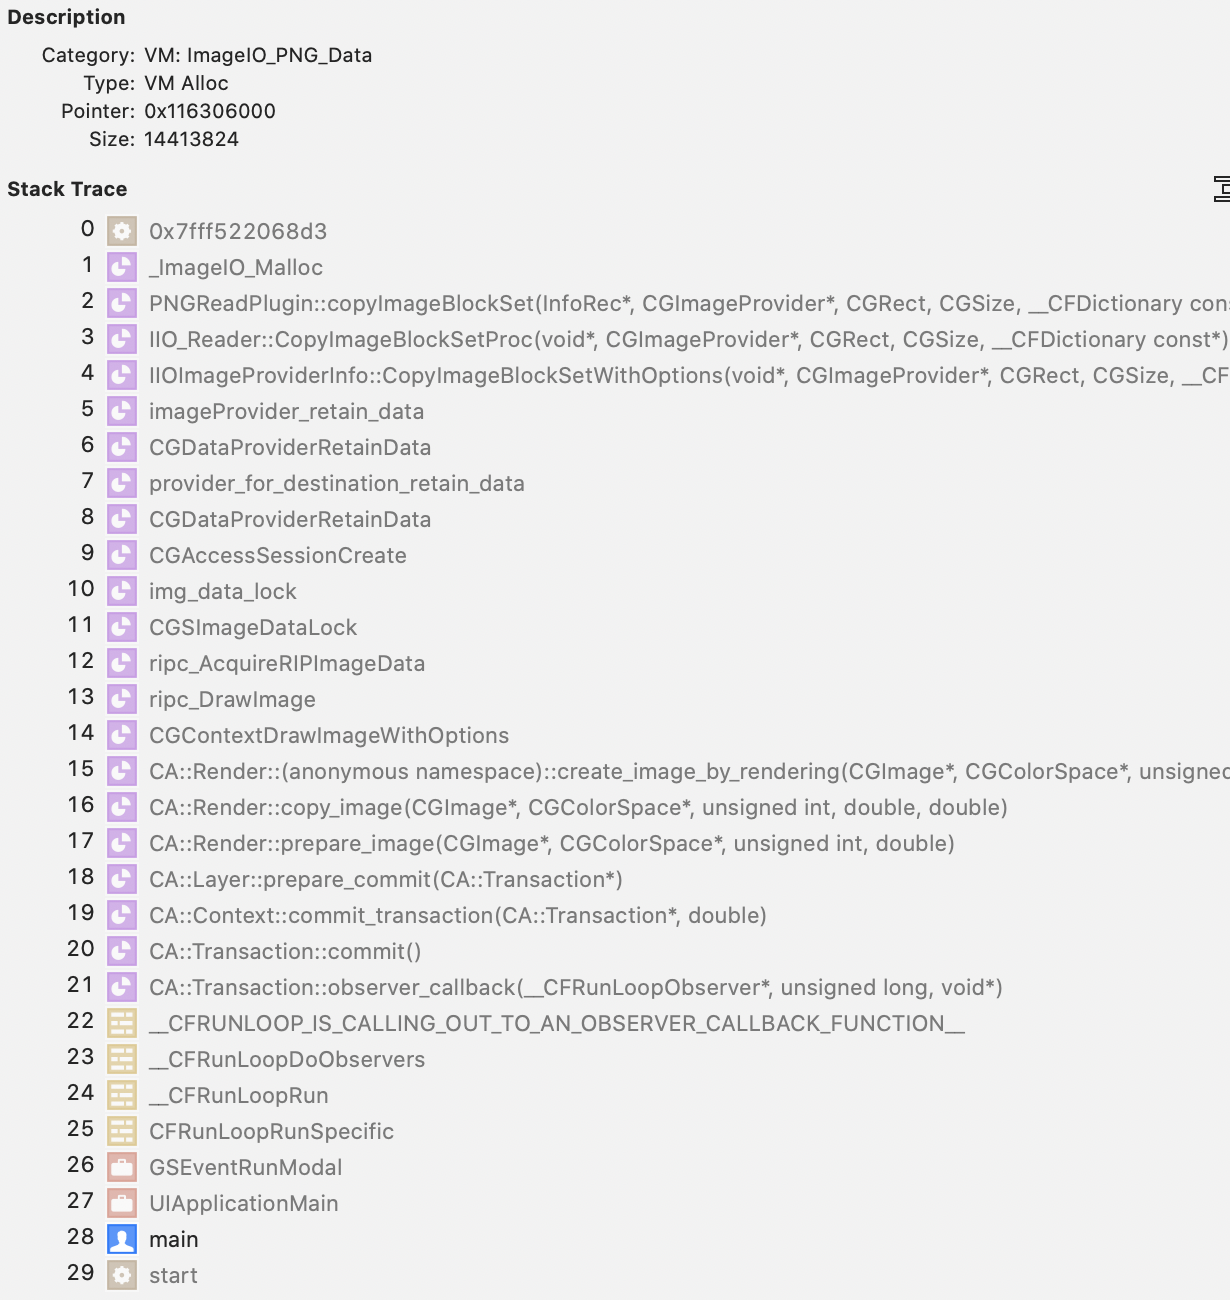 Description
Category: VM: ImageIO_PNG_Data
Type: VM Alloc
Pointer: 0x116306000
Size: 14413824
Stack Trace
0 0x7fff522068d3
1 _ImageIO_Malloc
2 PNGReadPlugin::copyImageBlockSet(InfoRec*, CGImageProvider*, CGRect, CGSize, __CFDictionary con
3 IIO_Reader::CopyImageBlockSetProc(void*, CGImageProvider*, CGRect, CGSize, __CFDictionary const*)
4 IIOImageProviderInfo::CopyImageBlockSetWithOptions(void*, CGImageProvider*, CGRect, CGSize, __CF
5 imageProvider_retain_data
6 CGDataProviderRetainData
7 provider_for_destination_retain_data
8 CGDataProviderRetainData
9 CGAccessSessionCreate
10 img_data_lock
11 CGSImageDataLock
12 ripc_AcquireRIPImageData
13 ripc_DrawImage
14 CGContextDrawImageWithOptions
15 CA::Render::(anonymous namespace)::create_image_by_rendering(CGImage*, CGColorSpace*, unsigned
16 CA::Render::copy_image(CGImage*, CGColorSpace*, unsigned int, double, double)
17 CA::Render::prepare_image(CGImage*, CGColorSpace*, unsigned int, double)
18 CA::Layer::prepare_commit(CA::Transaction*)
19 CA::Context::commit_transaction(CA::Transaction*, double)
20 CA::Transaction::commit()
21 CA::Transaction::observer_callback(__CFRunLoopObserver*, unsigned long, void*)
22 __CFRUNLOOP_IS_CALLING_OUT_TO_AN_OBSERVER_CALLBACK_FUNCTION__
23 __CFRunLoopDoObservers
24 __CFRunLoopRun
25 CFRunLoopRunSpecific
26 GSEventRunModal
27 UIApplicationMain
28 main
29 start